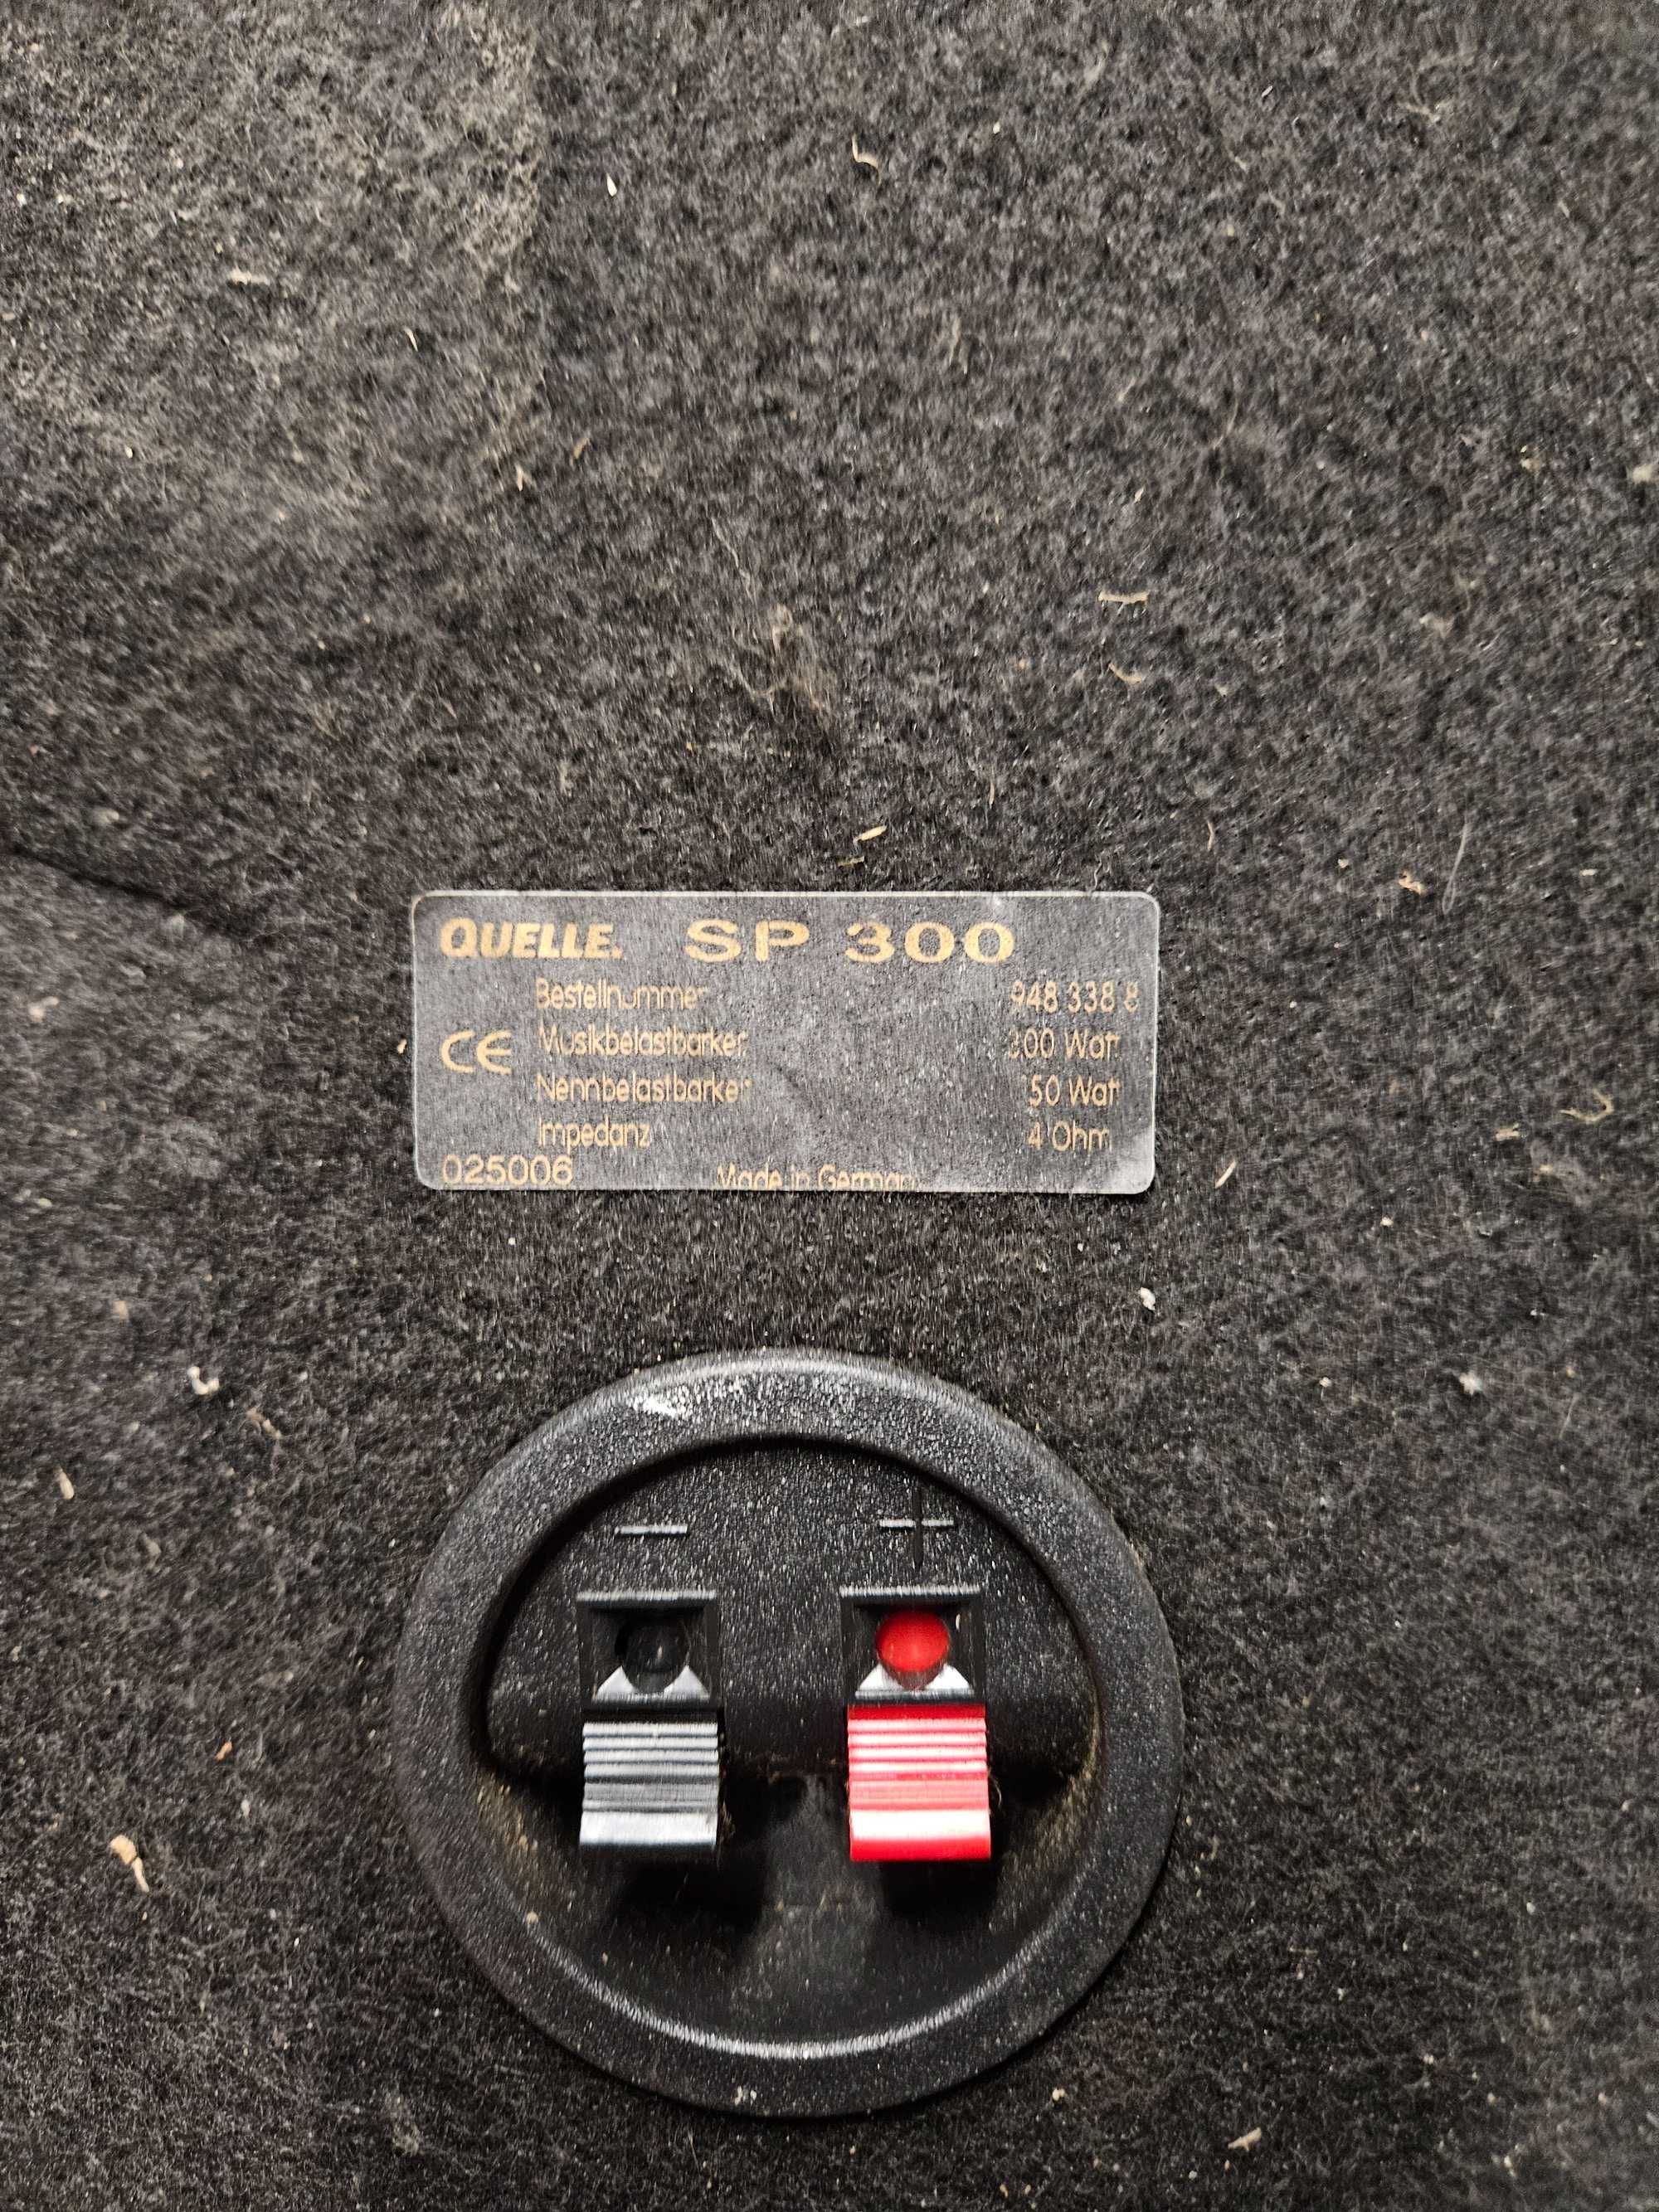 QUELLE. SP 300
Bestellnummer 948 338 8
CE Musikbelastbarkeit 300 Watt
Nennbelastbarkeit Watt
Impedanz 4 Ohm
025006 Made in Germany
− +